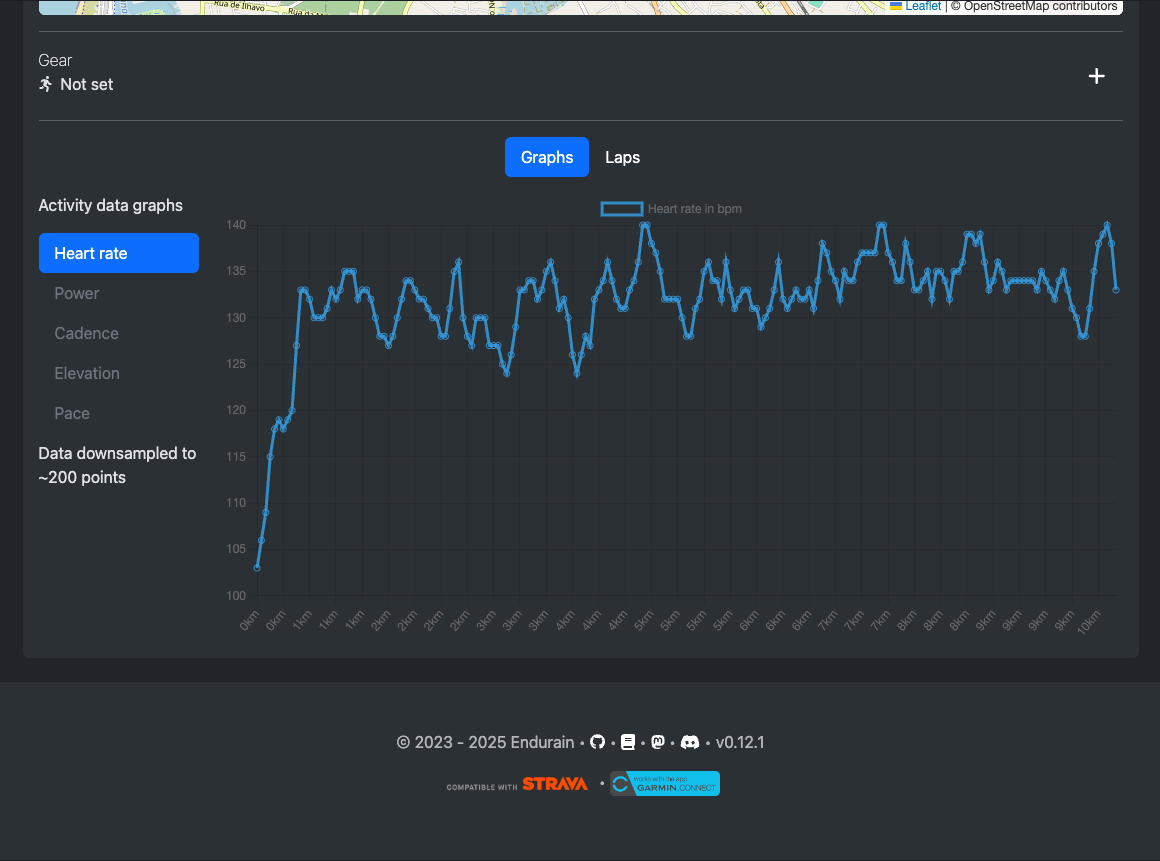 Rua de Ilhavo
Leaflet | © OpenStreetMap contributors
Gear
Not set
Graphs
Laps
Activity data graphs
Heart rate
Power
Cadence
Elevation
Pace
Data downsampled to
~200 points
Heart rate in bpm
140
135
130
125
120
115
110
105
100
0km 0km 1km 1km 1km 2km 2km 2km 2km 3km 3km 3km 4km 4km 4km 5km 5km 5km 5km 6km 6km 6km 7km 7km 7km 8km 8km 8km 9km 9km 9km 9km 10km
© 2023 - 2025 Endurain • • • • • v0.12.1
COMPATIBLE WITH STRAVA •
works with the app
GARMIN.CONNECT